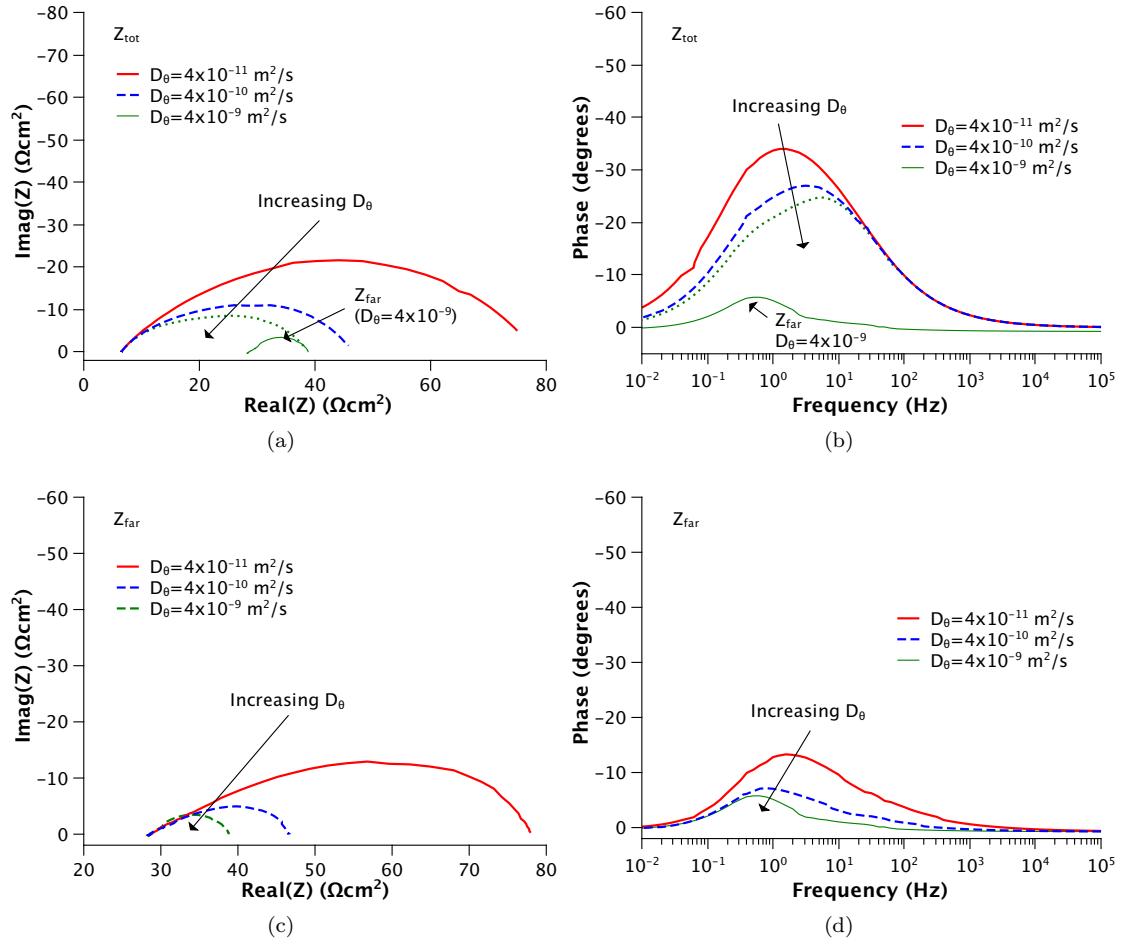 −80
−70
−60
−50
−40
−30
−20
−10
0
Imag(Z) (Ωcm²)
Z_tot
D_θ=4x10⁻¹¹ m²/s
D_θ=4x10⁻¹⁰ m²/s
D_θ=4x10⁻⁹ m²/s
Increasing D_θ
Z_far
(D_θ=4x10⁻⁹)
0 20 40 60 80
Real(Z) (Ωcm²)
(a)
−60
−50
−40
−30
−20
−10
0
Phase (degrees)
Z_tot
Increasing D_θ
D_θ=4x10⁻¹¹ m²/s
D_θ=4x10⁻¹⁰ m²/s
D_θ=4x10⁻⁹ m²/s
Z_far
D_θ=4x10⁻⁹
10⁻² 10⁻¹ 10⁰ 10¹ 10² 10³ 10⁴ 10⁵
Frequency (Hz)
(b)
−60
−50
−40
−30
−20
−10
0
Imag(Z) (Ωcm²)
Z_far
D_θ=4x10⁻¹¹ m²/s
D_θ=4x10⁻¹⁰ m²/s
D_θ=4x10⁻⁹ m²/s
Increasing D_θ
20 30 40 50 60 70 80
Real(Z) (Ωcm²)
(c)
−60
−50
−40
−30
−20
−10
0
Phase (degrees)
Z_far
D_θ=4x10⁻¹¹ m²/s
D_θ=4x10⁻¹⁰ m²/s
D_θ=4x10⁻⁹ m²/s
Increasing D_θ
10⁻² 10⁻¹ 10⁰ 10¹ 10² 10³ 10⁴ 10⁵
Frequency (Hz)
(d)